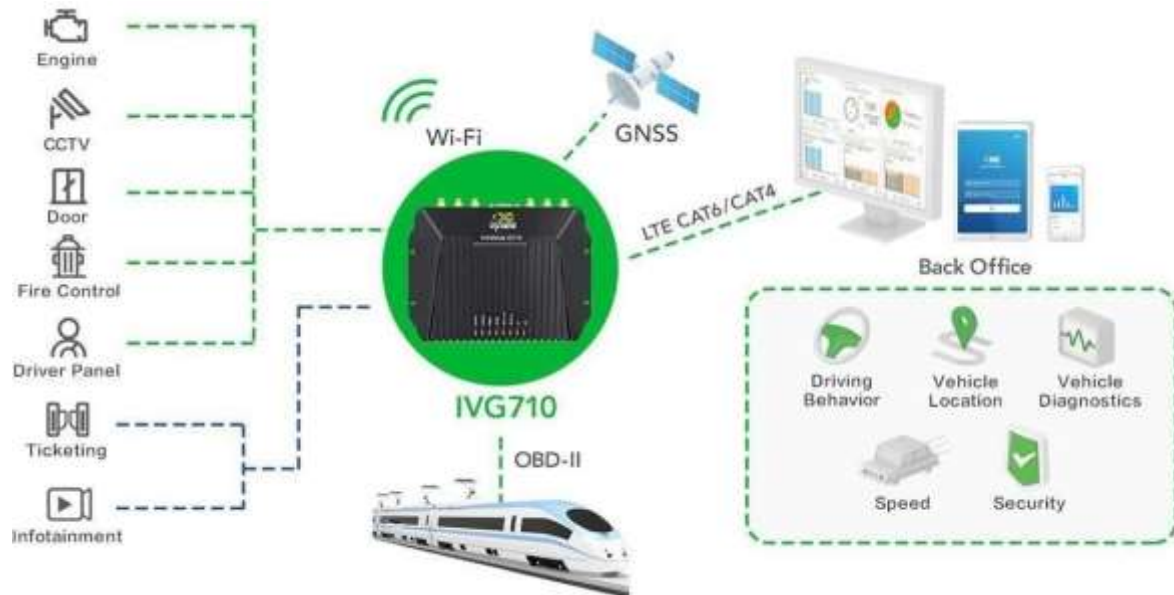 Engine
CCTV
Door
Fire Control
Driver Panel
Ticketing
Infotainment
Wi-Fi
GNSS
LTE CAT6/CAT4
IVG710
OBD-II
Back Office
Driving
Behavior
Vehicle
Location
Vehicle
Diagnostics
Speed
Security